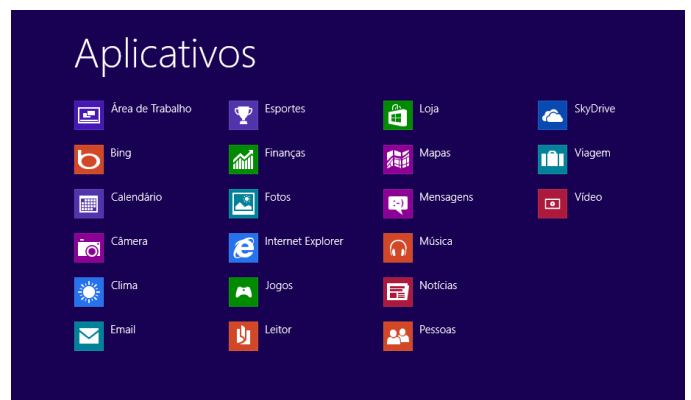 Aplicativos
Área de Trabalho
Bing
Calendário
Câmera
Clima
Email
Esportes
Finanças
Fotos
Internet Explorer
Jogos
Leitor
Loja
Mapas
Mensagens
Música
Notícias
Pessoas
SkyDrive
Viagem
Vídeo